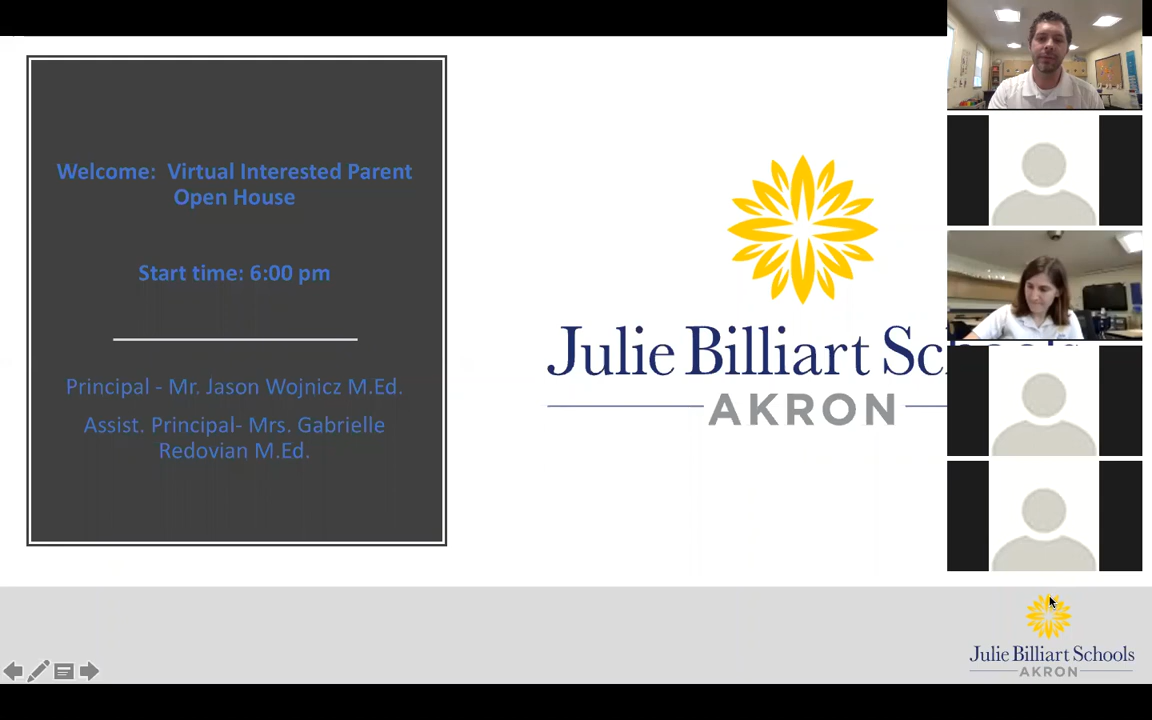 Welcome:  Virtual Interested Parent
Open House
Start time: 6:00 pm
Principal - Mr. Jason Wojnicz M.Ed.
Assist. Principal- Mrs. Gabrielle
Redovian M.Ed.
Julie Billiart Sc
AKRON
Julie Billiart Schools
AKRON